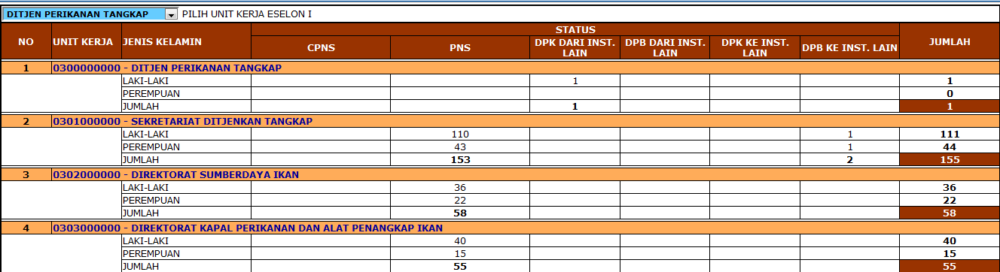 DITJEN PERIKANAN TANGKAP PILIH UNIT KERJA ESELON I
NO UNIT KERJA JENIS KELAMIN STATUS JUMLAH
CPNS PNS DPK DARI INST. LAIN DPB DARI INST. LAIN DPK KE INST. LAIN DPB KE INST. LAIN
1 0300000000 - DITJEN PERIKANAN TANGKAP
LAKI-LAKI 1 1
PEREMPUAN 0
JUMLAH 1 1
2 0301000000 - SEKRETARIAT DITJENKAN TANGKAP
LAKI-LAKI 110 1 111
PEREMPUAN 43 1 44
JUMLAH 153 2 155
3 0302000000 - DIREKTORAT SUMBERDAYA IKAN
LAKI-LAKI 36 36
PEREMPUAN 22 22
JUMLAH 58 58
4 0303000000 - DIREKTORAT KAPAL PERIKANAN DAN ALAT PENANGKAP IKAN
LAKI-LAKI 40 40
PEREMPUAN 15 15
JUMLAH 55 55